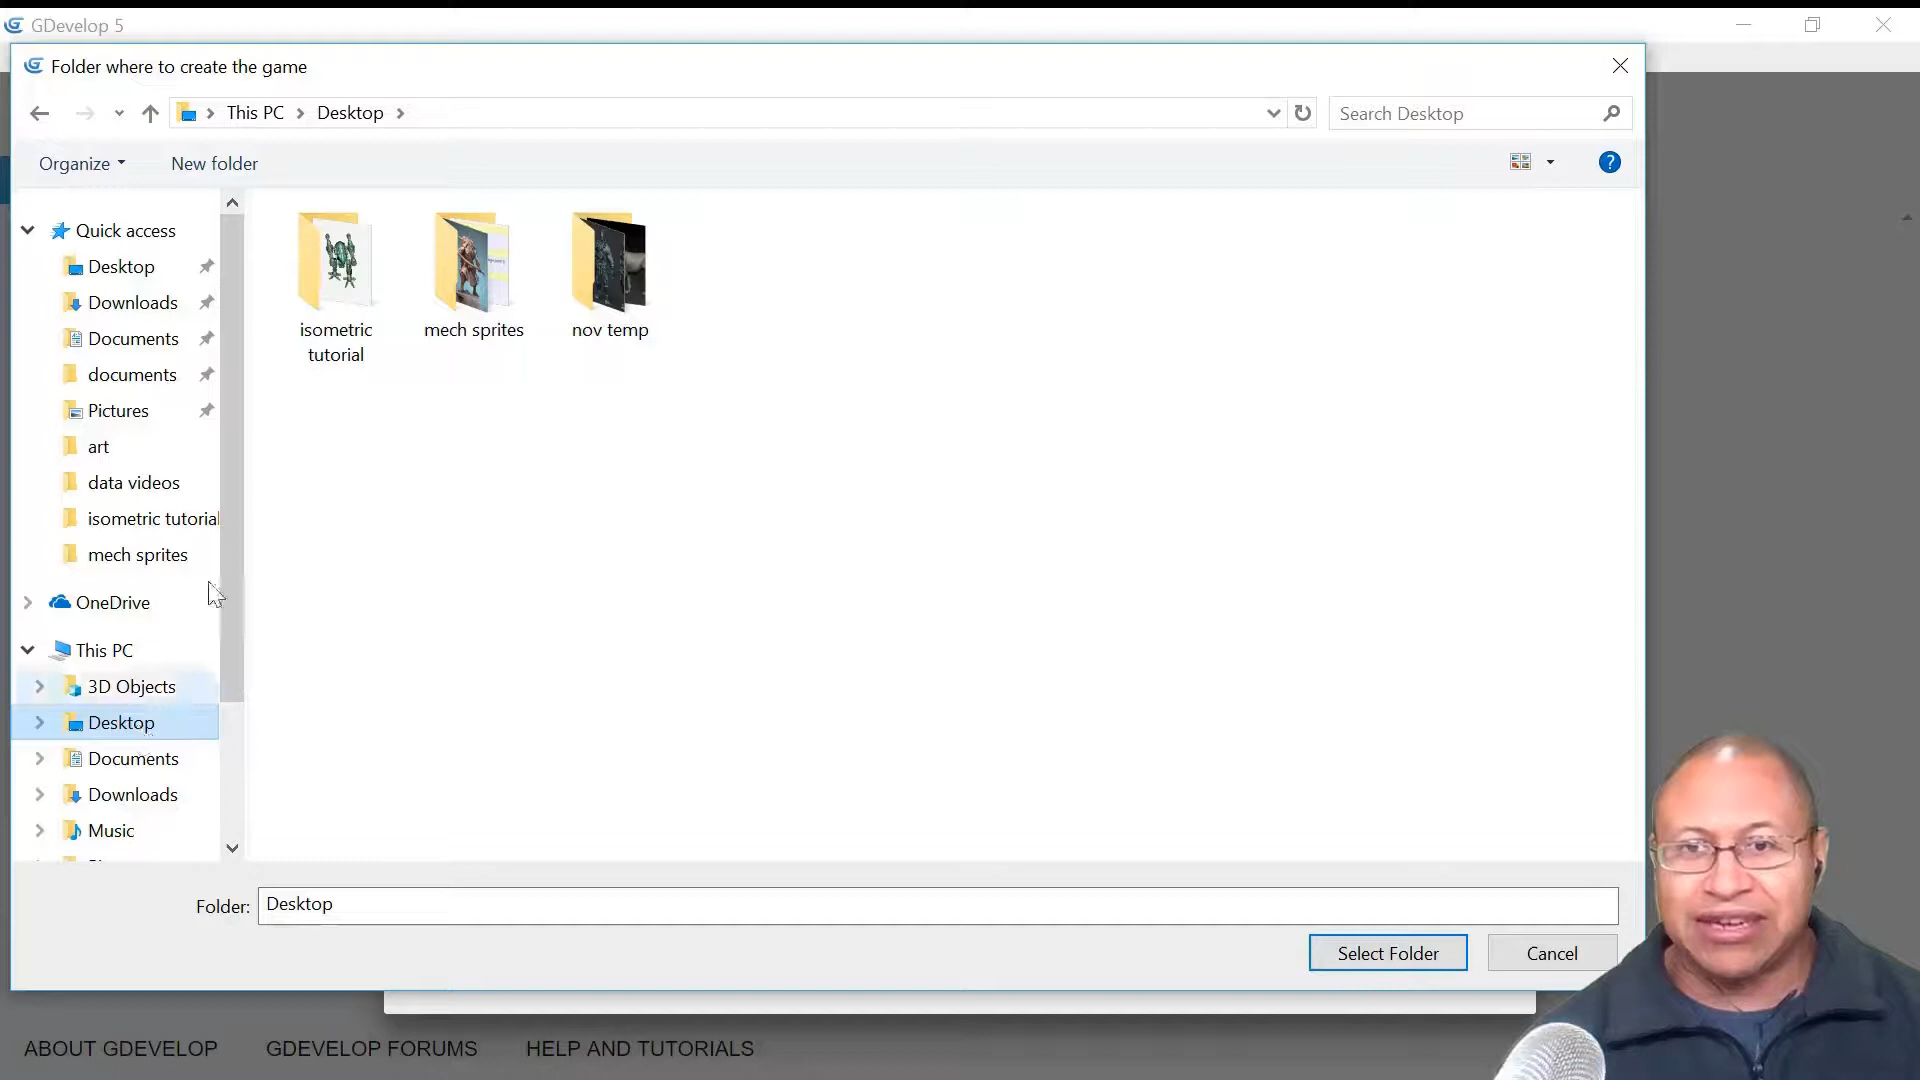 GDevelop 5
Folder where to create the game
This PC
Desktop
Search Desktop
Organize
New folder
Quick access
Desktop
Downloads
Documents
documents
Pictures
art
data videos
isometric tutorial
mech sprites
OneDrive
This PC
3D Objects
Desktop
Documents
Downloads
Music
isometric
tutorial
mech sprites
nov temp
Folder:
Desktop
Select Folder
Cancel
ABOUT GDEVELOP
GDEVELOP FORUMS
HELP AND TUTORIALS